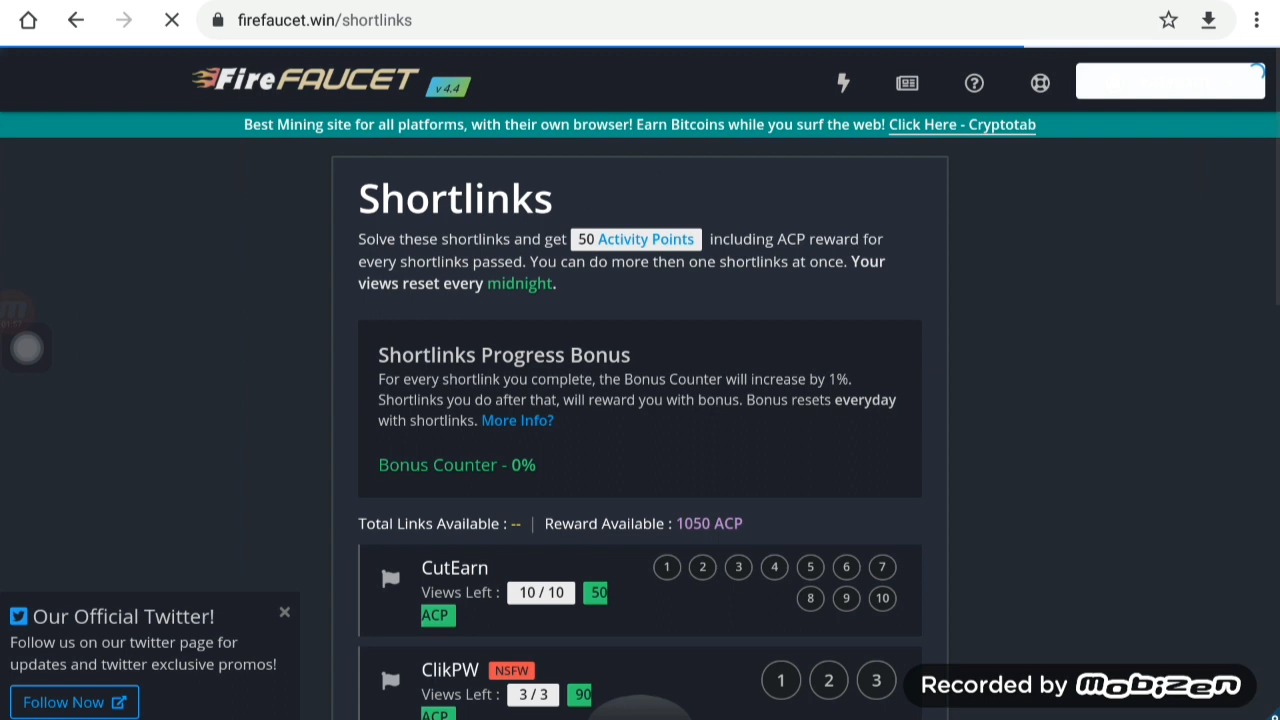 firefaucet.win/shortlinks
FireFAUCET v 4.4
Best Mining site for all platforms, with their own browser! Earn Bitcoins while you surf the web! Click Here - Cryptotab
Shortlinks
Solve these shortlinks and get 50 Activity Points including ACP reward for
every shortlinks passed. You can do more then one shortlinks at once. Your
views reset every midnight.
Shortlinks Progress Bonus
For every shortlink you complete, the Bonus Counter will increase by 1%.
Shortlinks you do after that, will reward you with bonus. Bonus resets everyday
with shortlinks. More Info?
Bonus Counter - 0%
Total Links Available : -- | Reward Available : 1050 ACP
CutEarn 1 2 3 4 5 6 7
Views Left : 10 / 10 50
ACP 8 9 10
ClikPW NSFW 1 2 3
Views Left : 3 / 3 90
ACP
Our Official Twitter! ×
Follow us on our twitter page for
updates and twitter exclusive promos!
Follow Now
Recorded by mobizen